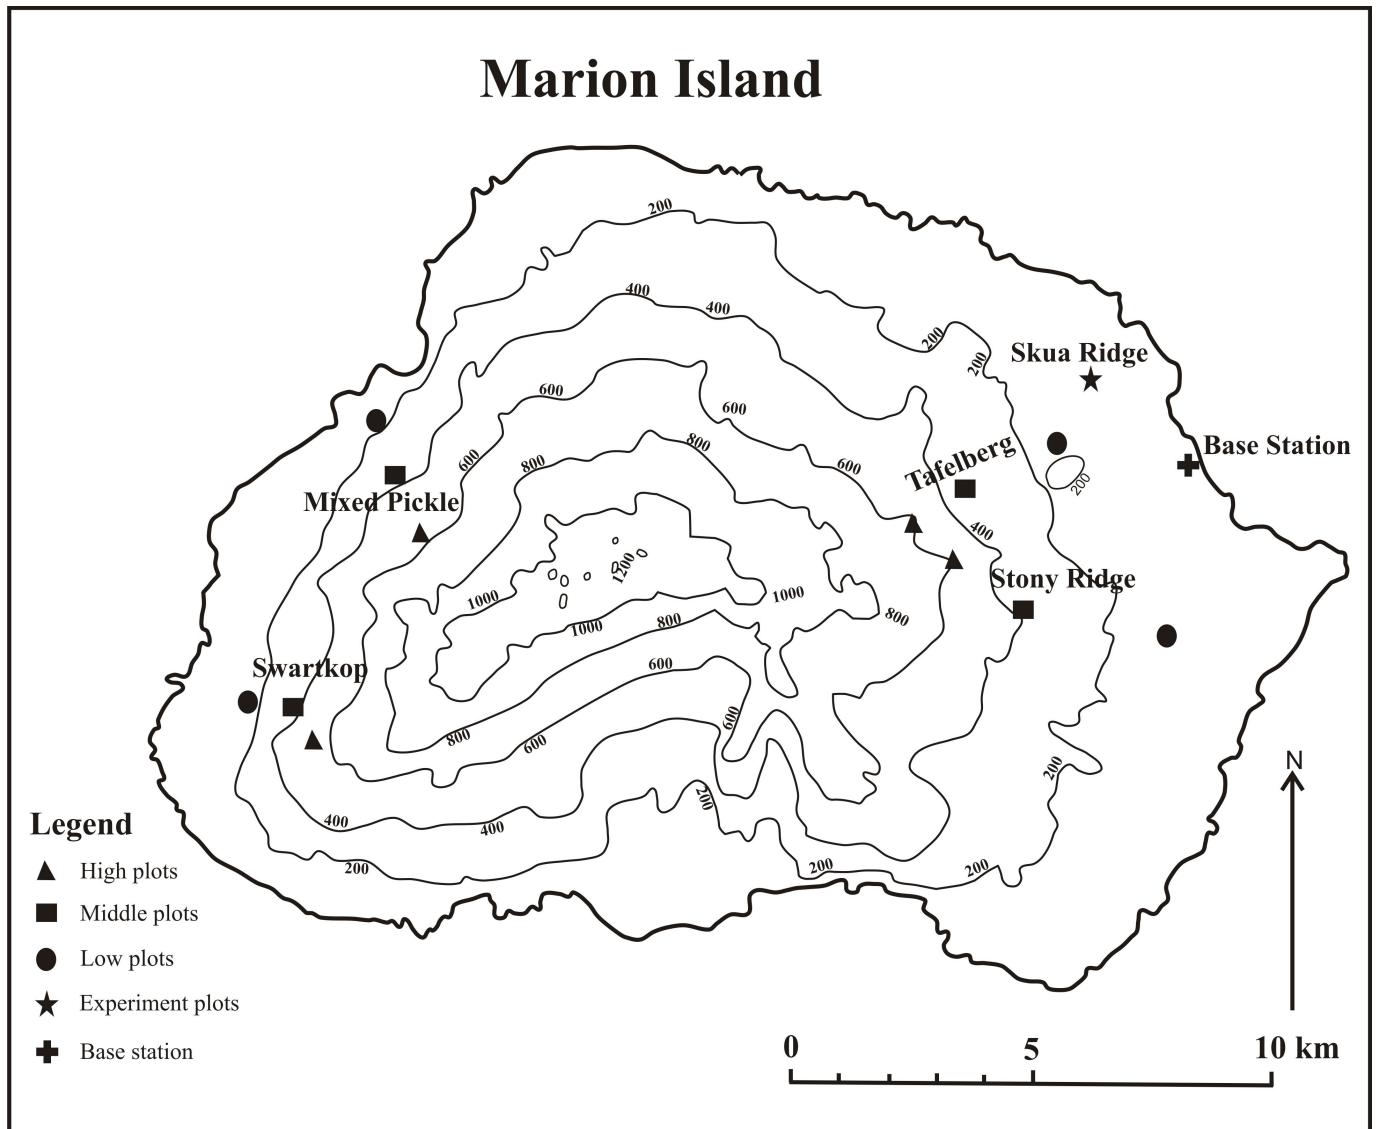 Marion Island
200
400
400
200
200
Skua Ridge
600
600
800
800
600
600
Tafelberg
Base Station
200
Mixed Pickle
400
1200
Stony Ridge
1000
1000
1000
800
800
Swartkop
600
600
800
600
200
N
200
400
400
200
200
200
Legend
High plots
Middle plots
Low plots
Experiment plots
Base station
0
5
10 km